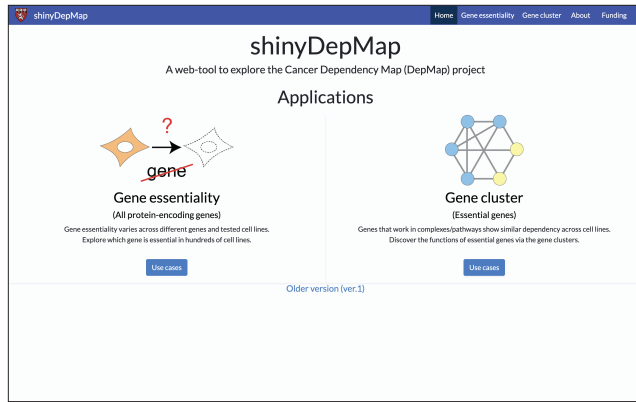 shinyDepMap
Home Gene essentiality Gene cluster About Funding
shinyDepMap
A web-tool to explore the Cancer Dependency Map (DepMap) project
Applications
?
gene
Gene essentiality
(All protein-encoding genes)
Gene essentiality varies across different genes and tested cell lines.
Explore which gene is essential in hundreds of cell lines.
Use cases
Gene cluster
(Essential genes)
Genes that work in complexes/pathways show similar dependency across cell lines.
Discover the functions of essential genes via the gene clusters.
Use cases
Older version (ver.1)